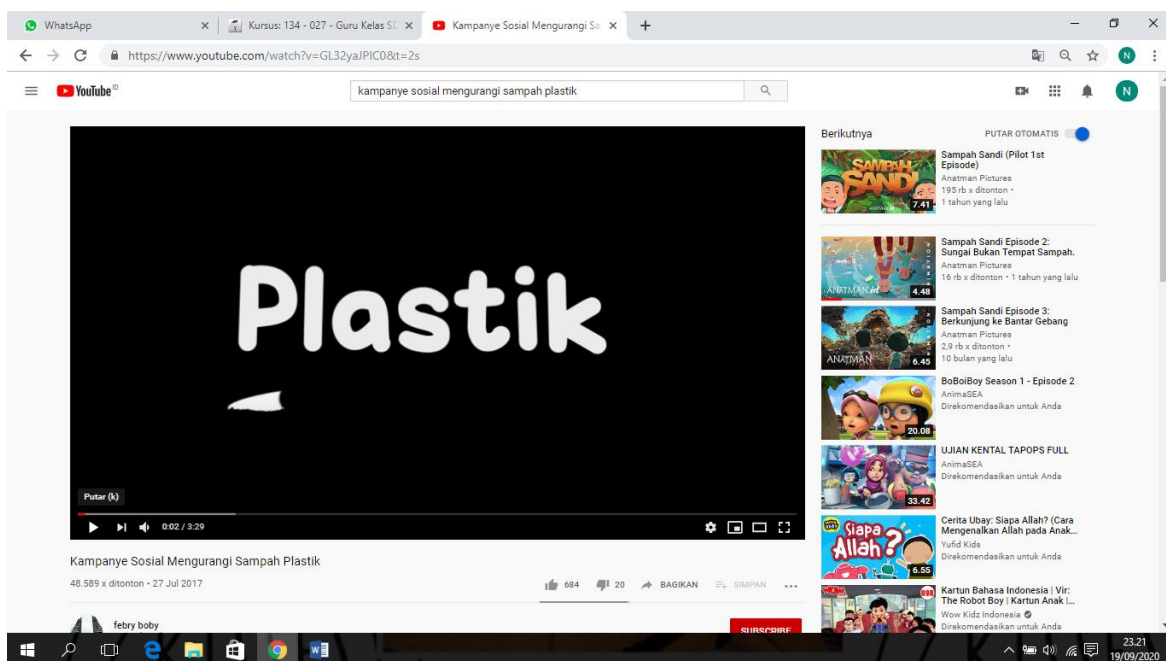 WhatsApp
Kursus: 134 - 027 - Guru Kelas SD
Kampanye Sosial Mengurangi Sa
https://www.youtube.com/watch?v=GL32yaJPIC0&t=2s
N
YouTube ID
kampanye sosial mengurangi sampah plastik
N
Plastik
Putar (k)
0:02 / 3:29
Kampanye Sosial Mengurangi Sampah Plastik
48.589 x ditonton • 27 Jul 2017
684 20 BAGIKAN SIMPAN
febry boby
SUBSCRIBE
Berikutnya
PUTAR OTOMATIS
SAMPAH
SANDI
7.41
Sampah Sandi (Pilot 1st
Episode)
Anatman Pictures
195 rb x ditonton •
1 tahun yang lalu
ANATMAN
4.48
Sampah Sandi Episode 2:
Sungai Bukan Tempat Sampah.
Anatman Pictures
16 rb x ditonton • 1 tahun yang lalu
ANATMAN
6.45
Sampah Sandi Episode 3:
Berkunjung ke Bantar Gebang
Anatman Pictures
2,9 rb x ditonton •
10 bulan yang lalu
20.08
BoBoiBoy Season 1 - Episode 2
AnimaSEA
Direkomendasikan untuk Anda
33.42
UJIAN KENTAL TAPOPS FULL
AnimaSEA
Direkomendasikan untuk Anda
Siapa
Allah?
6.55
Cerita Ubay: Siapa Allah? (Cara
Mengenalkan Allah pada Anak...
Yufid Kids
Direkomendasikan untuk Anda
WOW
Kartun Bahasa Indonesia | Vir:
The Robot Boy | Kartun Anak |...
Wow Kidz Indonesia
Direkomendasikan untuk Anda
23.21
19/09/2020